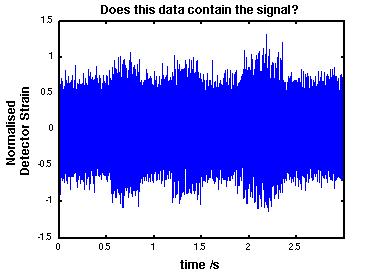 Does this data contain the signal?
Normalised
Detector Strain
1.5
1
0.5
0
-0.5
-1
-1.5
0 0.5 1 1.5 2 2.5
time /s